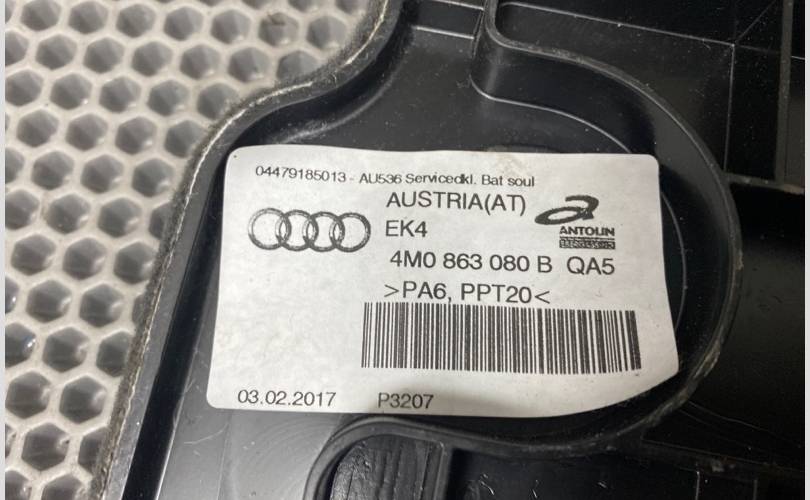 04479185013 - AU536 Servicedkl. Bat soul
AUSTRIA(AT)
EK4
ANTOLIN
4M0 863 080 B QA5
>PA6, PPT20<
03.02.2017 P3207